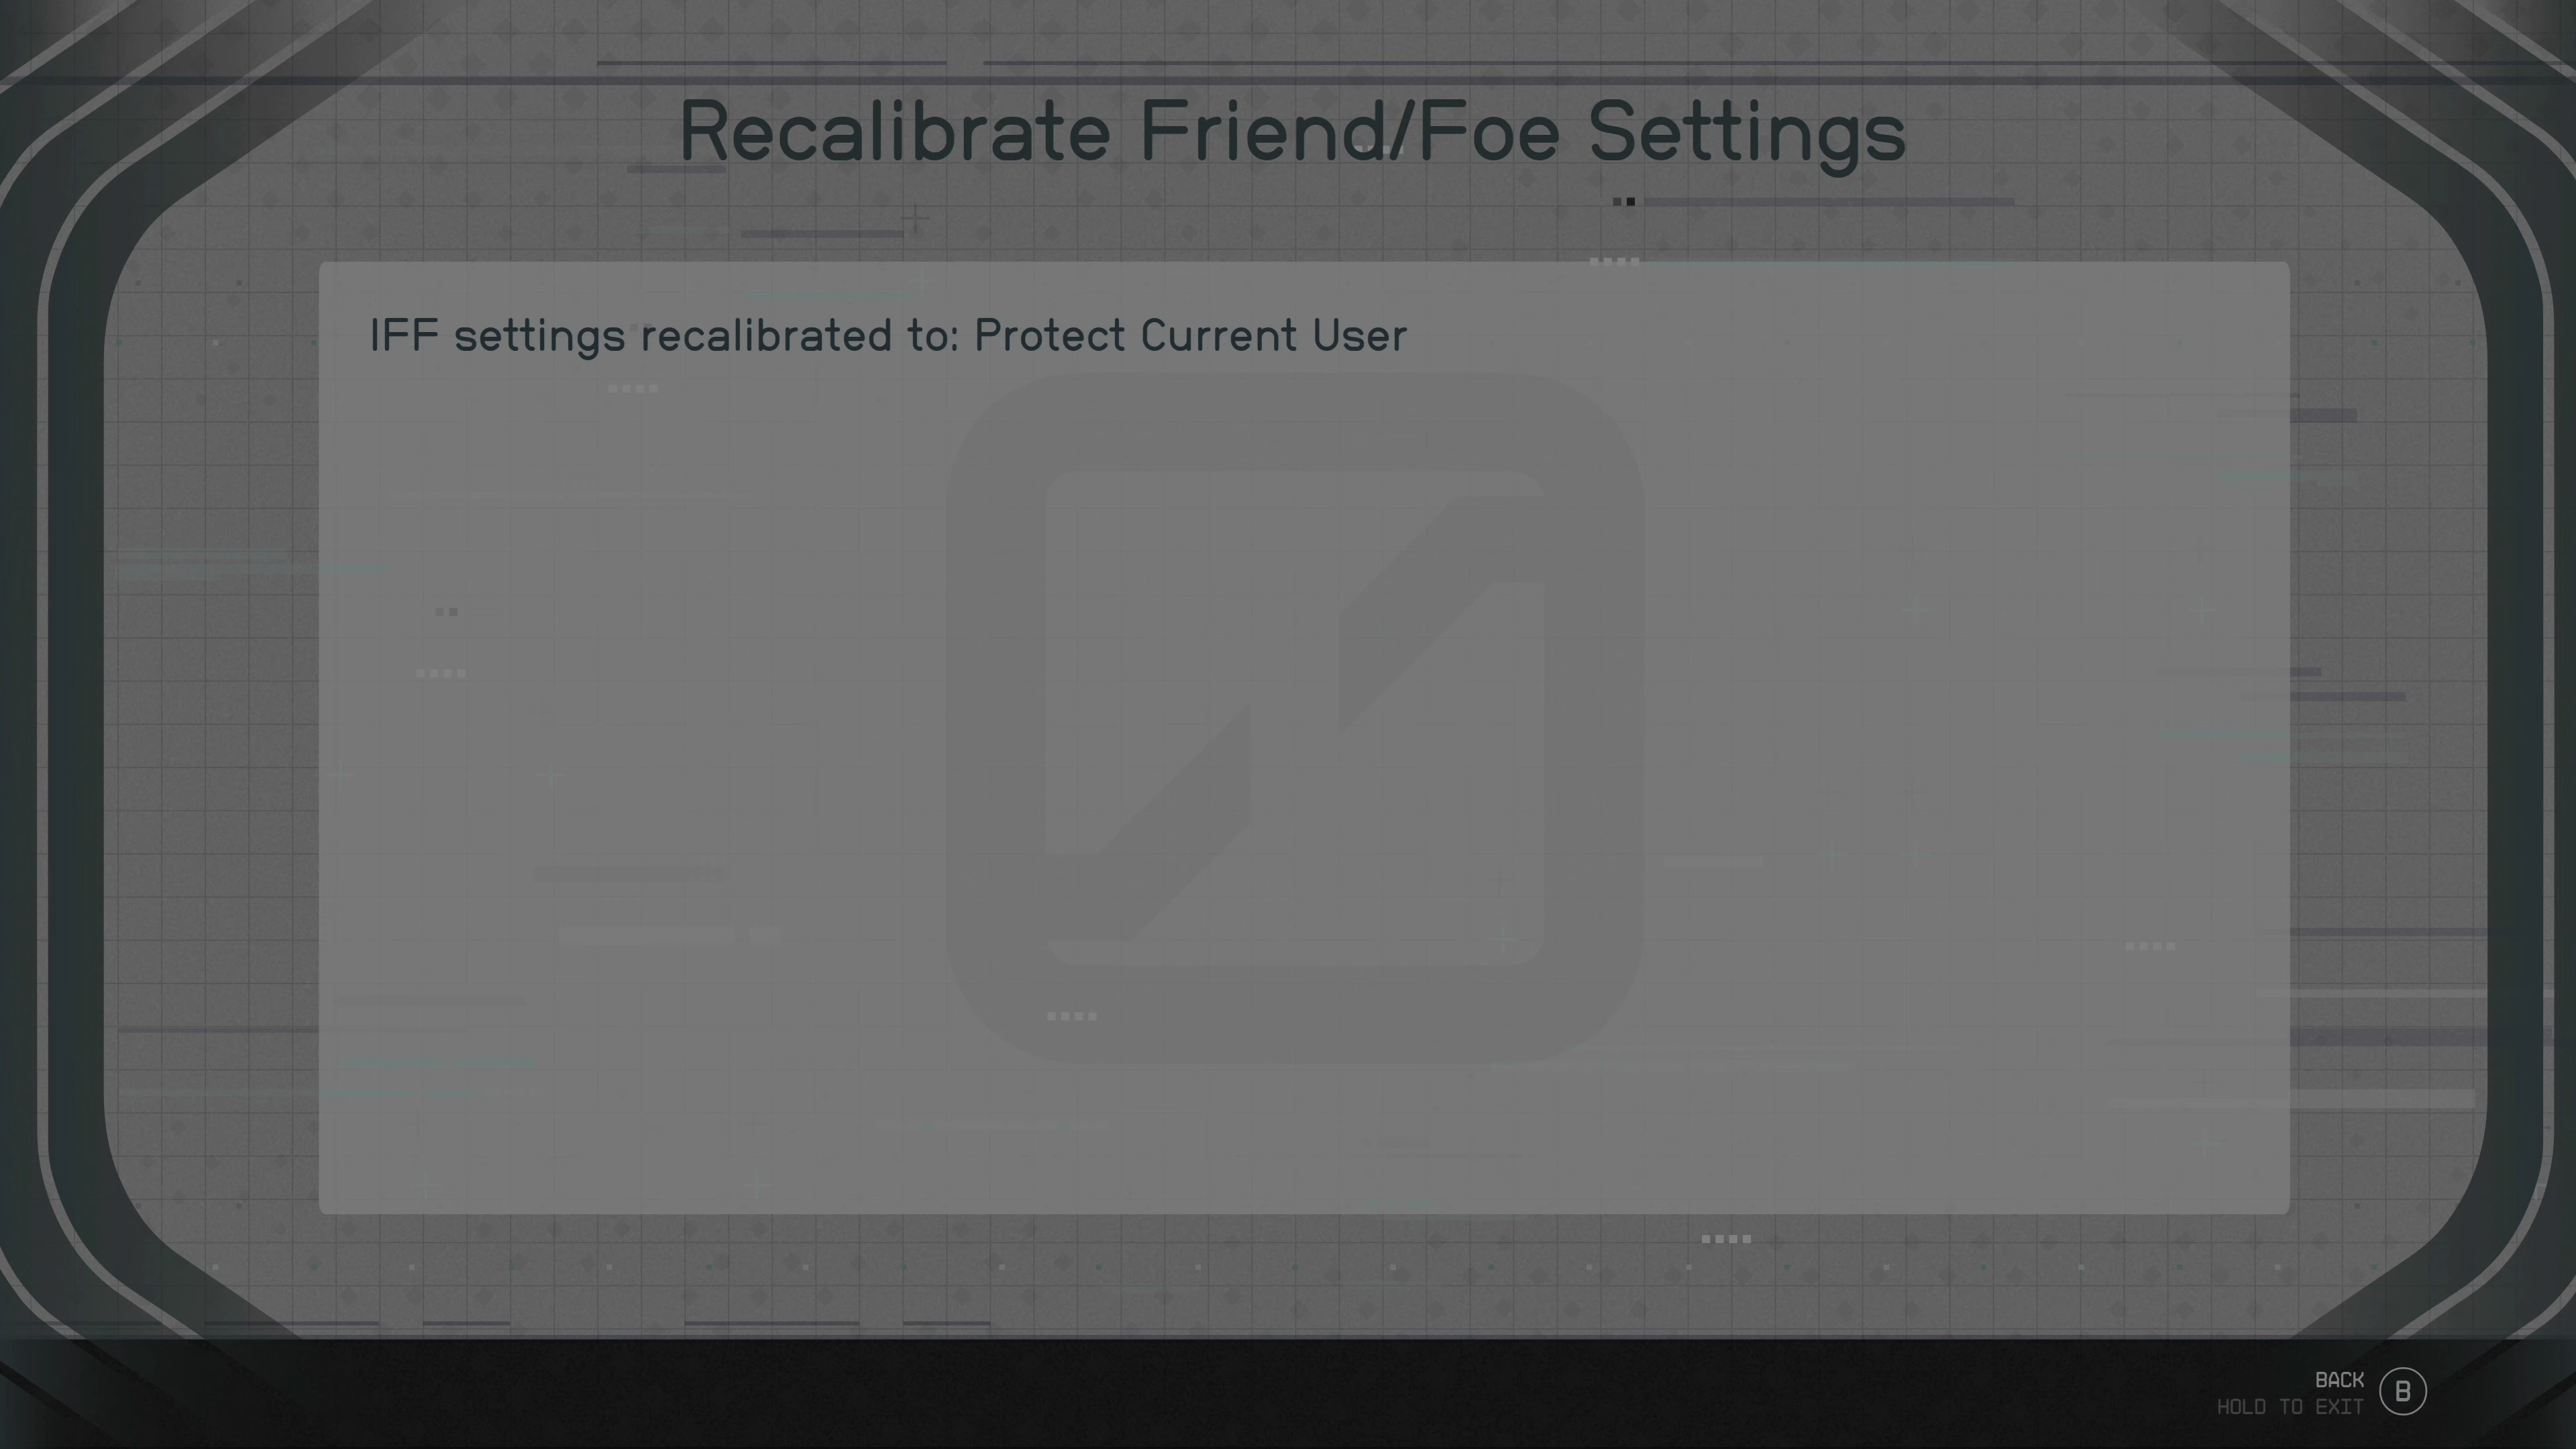 Recalibrate Friend/Foe Settings
IFF settings recalibrated to: Protect Current User
BACK
HOLD TO EXIT
B